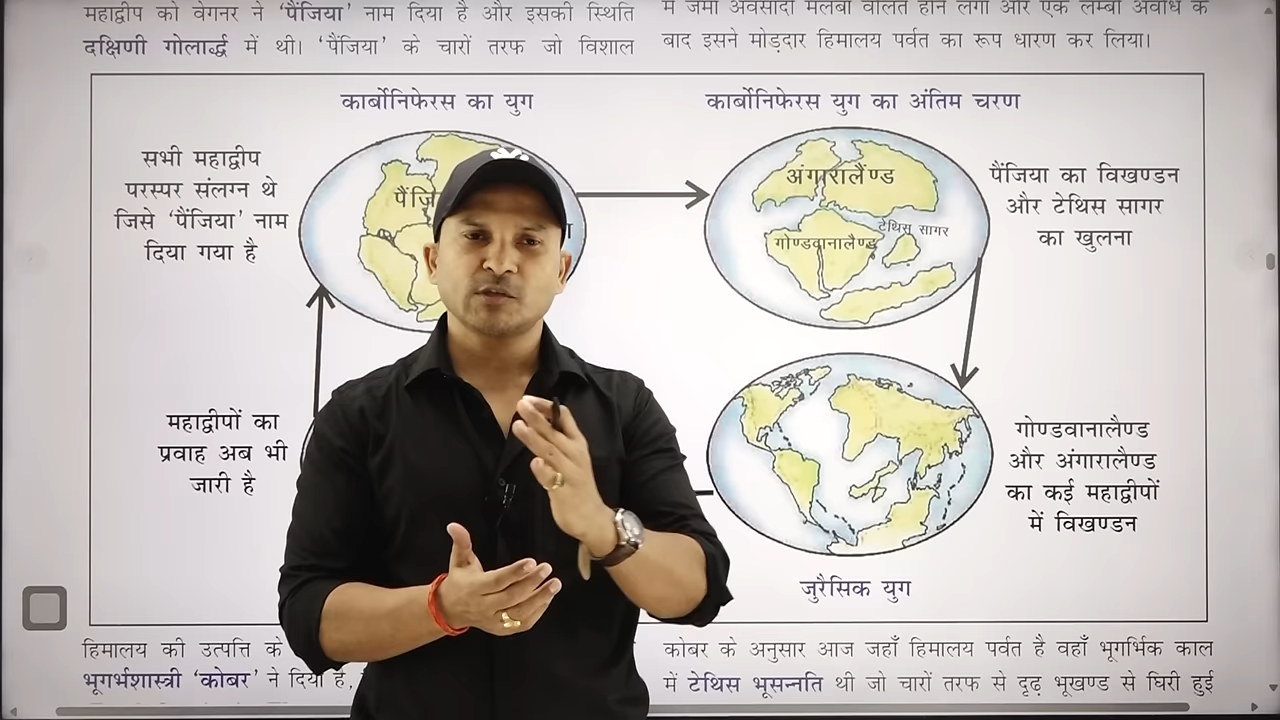 महाद्वीप को वेगनर ने ‘पैंजिया’ नाम दिया है और इसकी स्थिति
दक्षिणी गोलार्द्ध में थी। ‘पैंजिया’ के चारों तरफ जो विशाल
में जमा अवसादी मलबा वलित होने लगा और एक लम्बी अवधि के
बाद इसने मोड़दार हिमालय पर्वत का रूप धारण कर लिया।
कार्बोनिफेरस का युग
कार्बोनिफेरस युग का अंतिम चरण
सभी महाद्वीप
परस्पर संलग्न थे
जिसे ‘पैंजिया’ नाम
दिया गया है
अंगारालैण्ड
टेथिस सागर
गोण्डवानालैण्ड
पैंजिया का विखण्डन
और टेथिस सागर
का खुलना
महाद्वीपों का
प्रवाह अब भी
जारी है
गोण्डवानालैण्ड
और अंगारालैण्ड
का कई महाद्वीपों
में विखण्डन
जुरैसिक युग
हिमालय की उत्पत्ति के
भूगर्भशास्त्री ‘कोबर’ ने दिया है,
कोबर के अनुसार आज जहाँ हिमालय पर्वत है वहाँ भूगर्भिक काल
में टेथिस भूसन्नति थी जो चारों तरफ से दृढ़ भूखण्ड से घिरी हुई